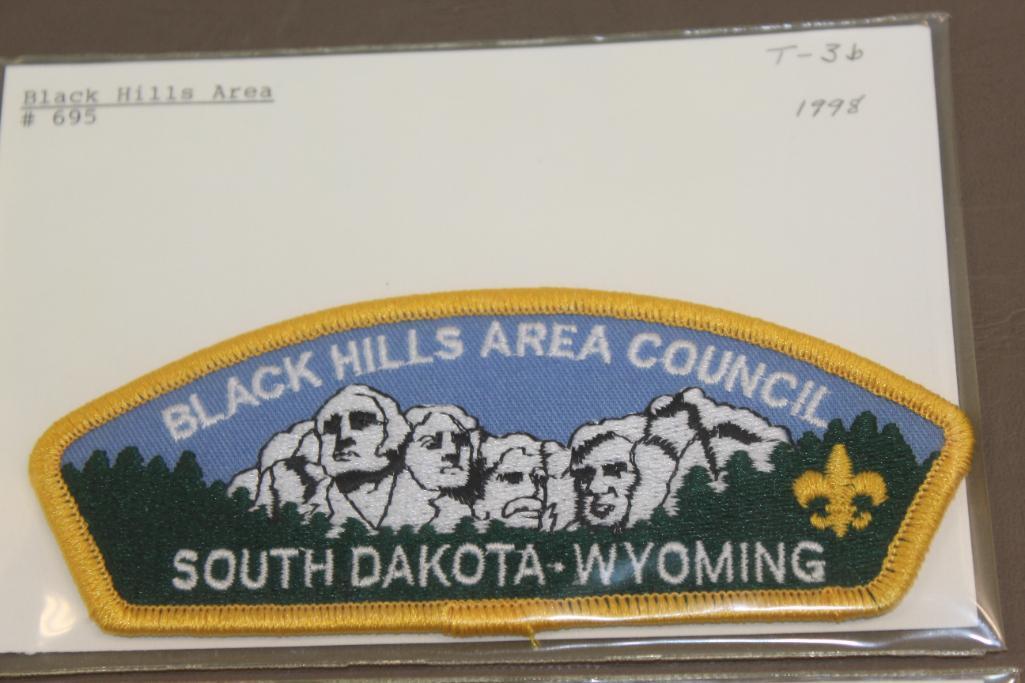 T-3b
Black Hills Area
# 695
1998
BLACK HILLS AREA COUNCIL
SOUTH DAKOTA-WYOMING